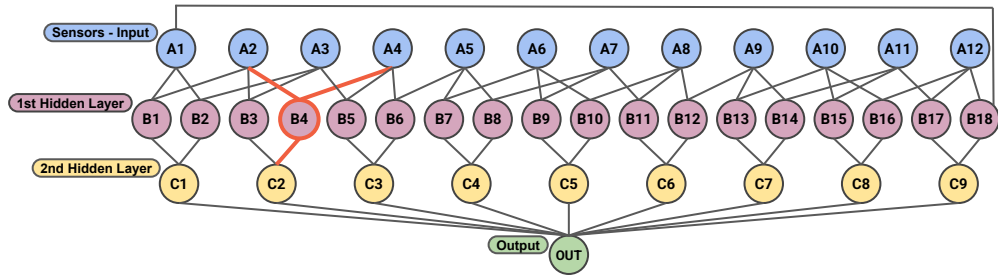 Sensors - Input
A1 A2 A3 A4 A5 A6 A7 A8 A9 A10 A11 A12
1st Hidden Layer
B1 B2 B3 B4 B5 B6 B7 B8 B9 B10 B11 B12 B13 B14 B15 B16 B17 B18
2nd Hidden Layer
C1 C2 C3 C4 C5 C6 C7 C8 C9
Output
OUT